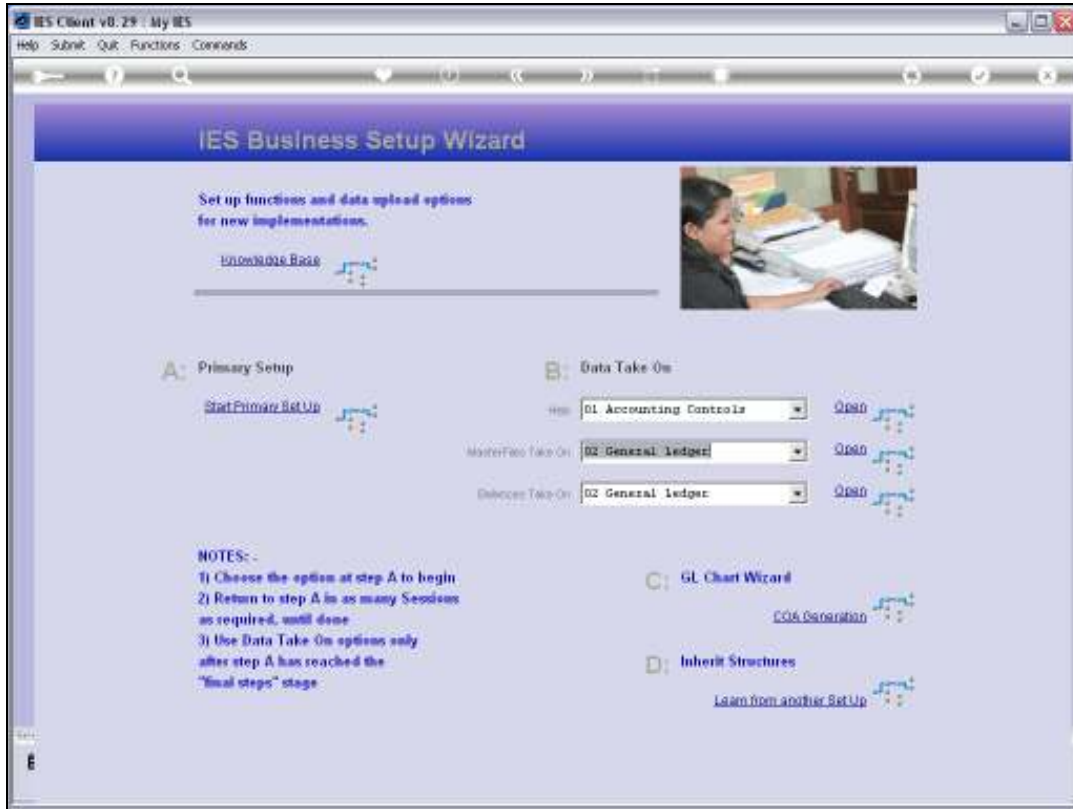 IES Client v8.29 : My IES
Help Submit Quit Functions Commands
IES Business Setup Wizard
Set up functions and data upload options
for new implementations.
Knowledge Base
A: Primary Setup
Start Primary Set Up
B: Data Take On
Help 01 Accounting Controls Open
MasterFiles Take On 02 General ledger Open
Balances Take On 02 General ledger Open
NOTES: -
1) Choose the option at step A to begin
2) Return to step A in as many Sessions
as required, until done
3) Use Data Take On options only
after step A has reached the
"final steps" stage
C: GL Chart Wizard
COA Generation
D: Inherit Structures
Learn from another Set Up